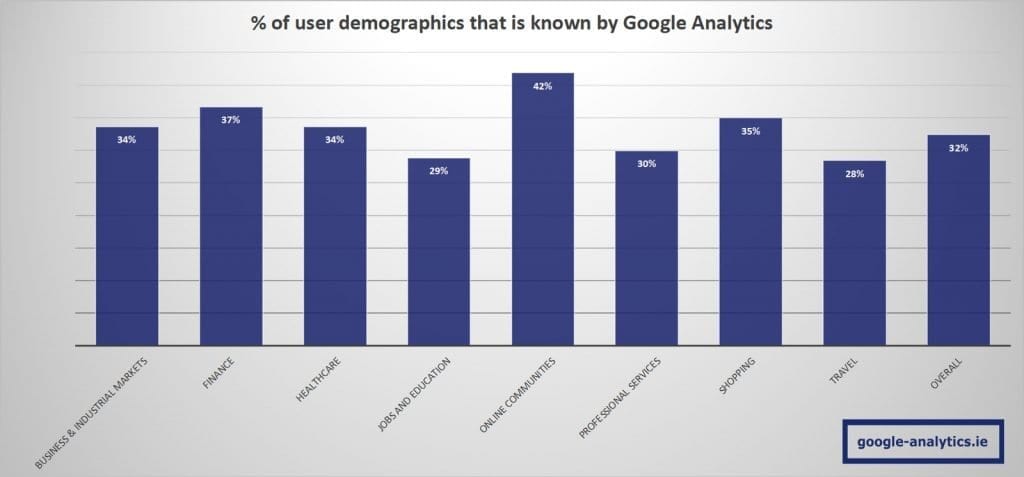 % of user demographics that is known by Google Analytics
34%
37%
34%
29%
42%
30%
35%
28%
32%
BUSINESS & INDUSTRIAL MARKETS
FINANCE
HEALTHCARE
JOBS AND EDUCATION
ONLINE COMMUNITIES
PROFESSIONAL SERVICES
SHOPPING
TRAVEL
OVERALL
google-analytics.ie